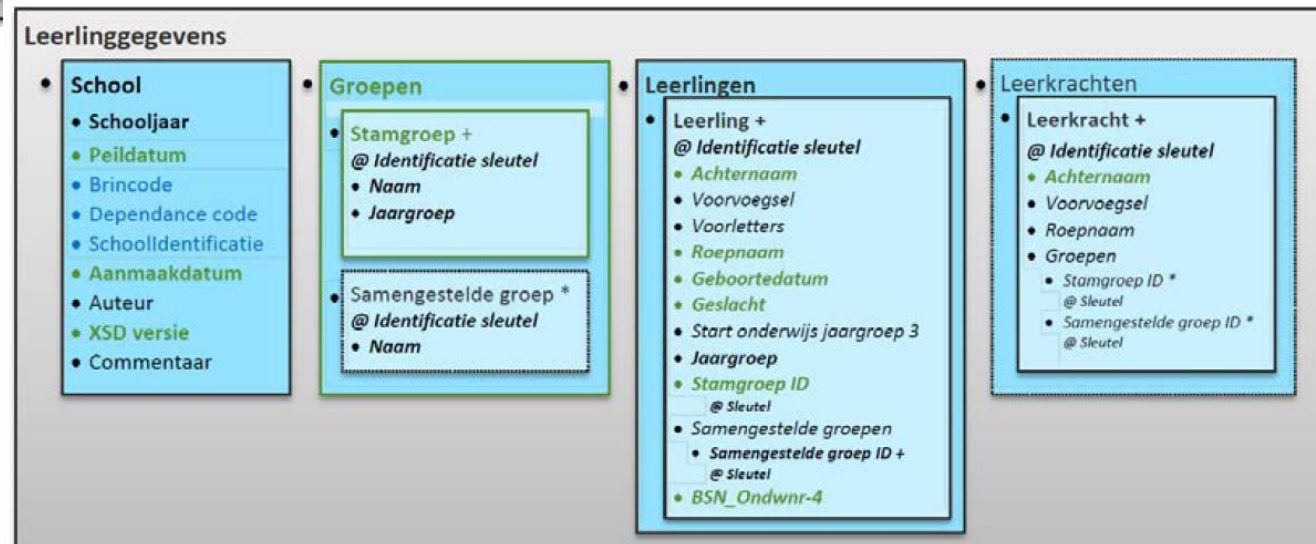 Leerlinggegevens
• School
• Schooljaar
• Peildatum
• Brincode
• Dependance code
• SchoolIdentificatie
• Aanmaakdatum
• Auteur
• XSD versie
• Commentaar
• Groepen
• Stamgroep +
@ Identificatie sleutel
• Naam
• Jaargroep
• Samengestelde groep *
@ Identificatie sleutel
• Naam
• Leerlingen
• Leerling +
@ Identificatie sleutel
• Achternaam
• Voorvoegsel
• Voorletters
• Roepnaam
• Geboortedatum
• Geslacht
• Start onderwijs jaargroep 3
• Jaargroep
• Stamgroep ID
@ Sleutel
• Samengestelde groepen
• Samengestelde groep ID +
@ Sleutel
• BSN_Ondwnr-4
• Leerkrachten
• Leerkracht +
@ Identificatie sleutel
• Achternaam
• Voorvoegsel
• Roepnaam
• Groepen
• Stamgroep ID *
@ Sleutel
• Samengestelde groep ID *
@ Sleutel